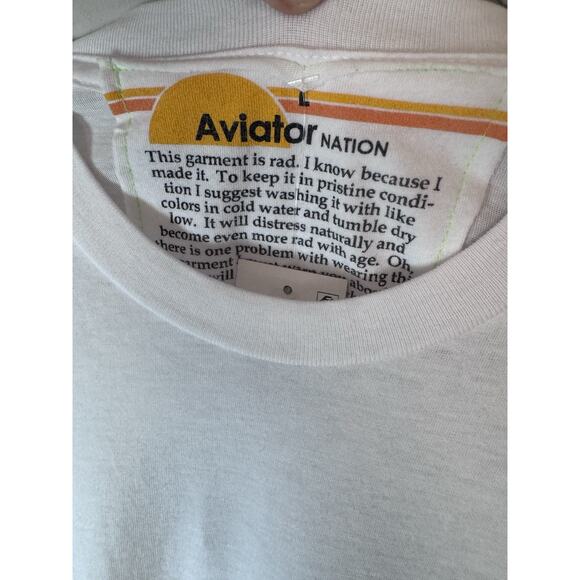 L
Aviator NATION
This garment is rad. I know because I
made it. To keep it in pristine condi-
tion I suggest washing it with like
colors in cold water and tumble dry
low. It will distress naturally and
become even more rad with age. Oh,
there is one problem with wearing this
will